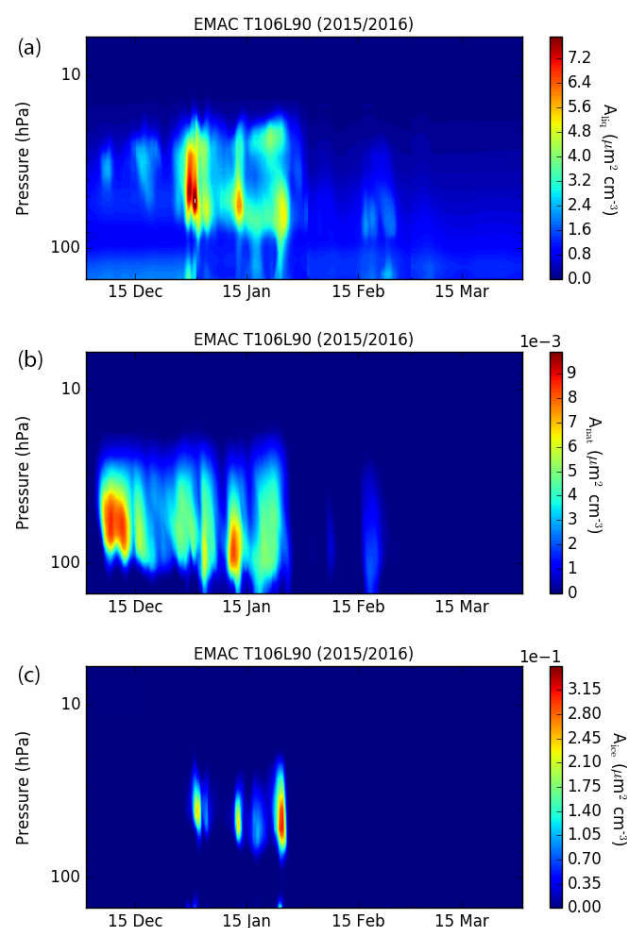 EMAC T106L90 (2015/2016)
(a)
10
100
Pressure (hPa)
15 Dec 15 Jan 15 Feb 15 Mar
7.2
6.4
5.6
4.8
4.0
3.2
2.4
1.6
0.8
0.0
A_liq (μm² cm⁻³)
EMAC T106L90 (2015/2016)
1e−3
(b)
10
100
Pressure (hPa)
15 Dec 15 Jan 15 Feb 15 Mar
9
8
7
6
5
4
3
2
1
0
A_nat (μm² cm⁻³)
EMAC T106L90 (2015/2016)
1e−1
(c)
10
100
Pressure (hPa)
15 Dec 15 Jan 15 Feb 15 Mar
3.15
2.80
2.45
2.10
1.75
1.40
1.05
0.70
0.35
0.00
A_ice (μm² cm⁻³)